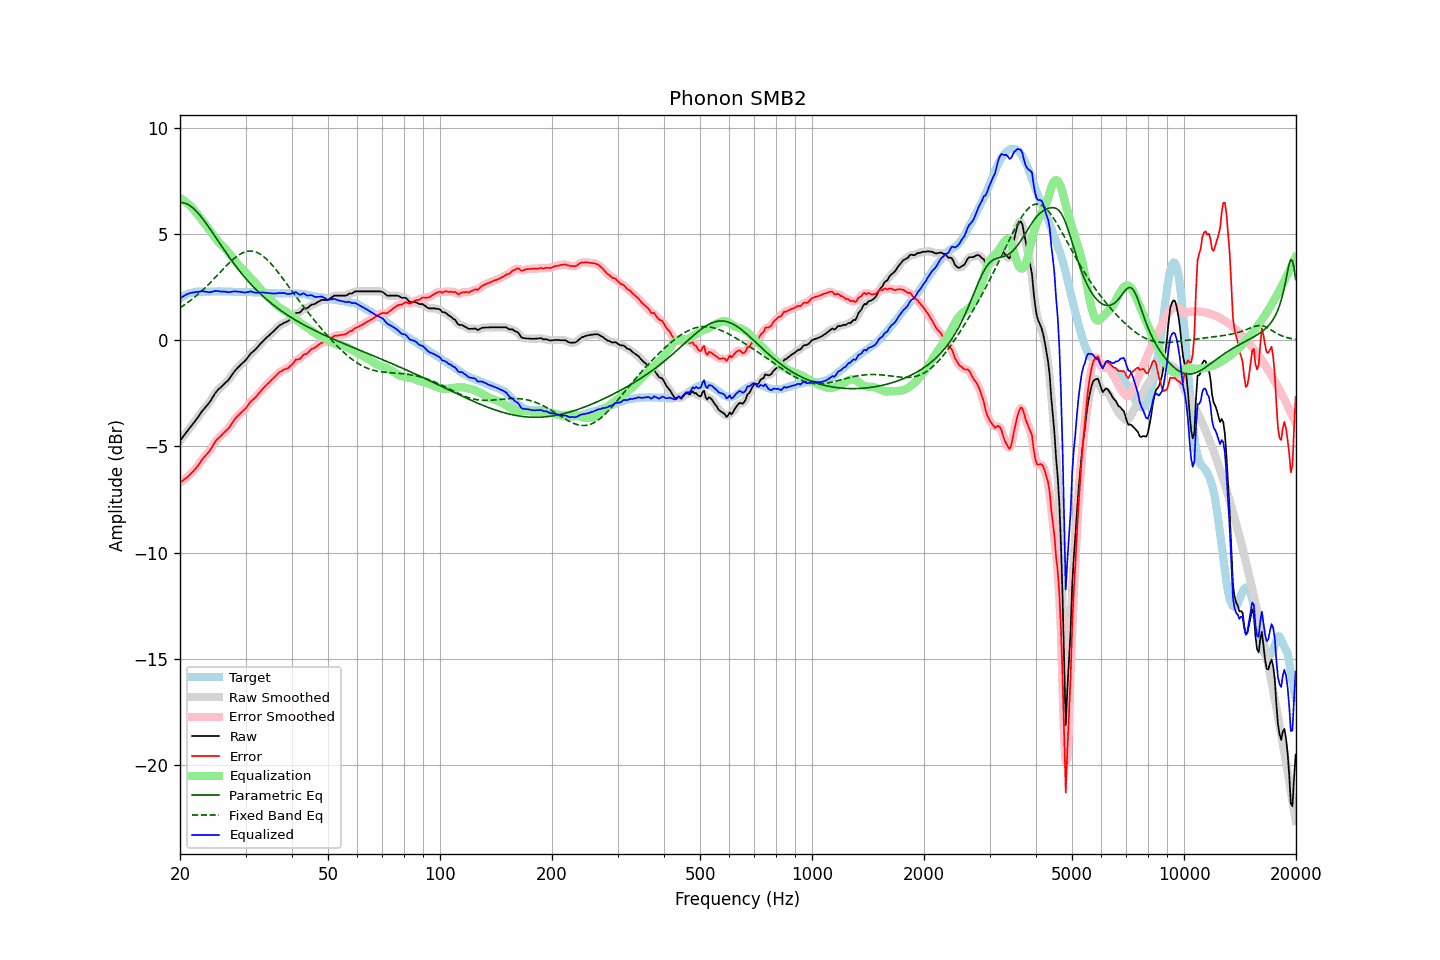 Phonon SMB2
10
5
0
−5
−10
−15
−20
Amplitude (dBr)
Target
Raw Smoothed
Error Smoothed
Raw
Error
Equalization
Parametric Eq
Fixed Band Eq
Equalized
20 50 100 200 500 1000 2000 5000 10000 20000
Frequency (Hz)